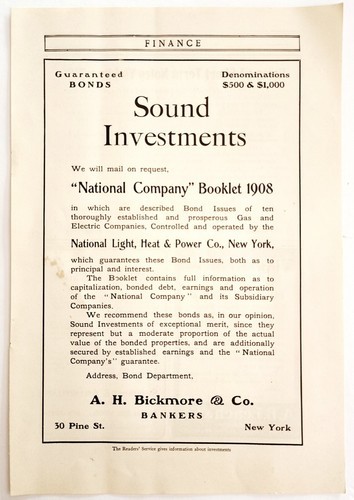 FINANCE
Guaranteed Denominations
BONDS $500 & $1,000
Sound
Investments
We will mail on request,
"National Company" Booklet 1908
in which are described Bond Issues of ten
thoroughly established and prosperous Gas and
Electric Companies, Controlled and operated by the
National Light, Heat & Power Co., New York,
which guarantees these Bond Issues, both as to
principal and interest.
The Booklet contains full information as to
capitalization, bonded debt, earnings and operation
of the "National Company" and its Subsidiary
Companies.
We recommend these bonds as, in our opinion,
Sound Investments of exceptional merit, since they
represent but a moderate proportion of the actual
value of the bonded properties, and are additionally
secured by established earnings and the "National
Company's" guarantee.
Address, Bond Department,
A. H. Bickmore & Co.
BANKERS
30 Pine St. New York
The Readers' Service gives information about investments